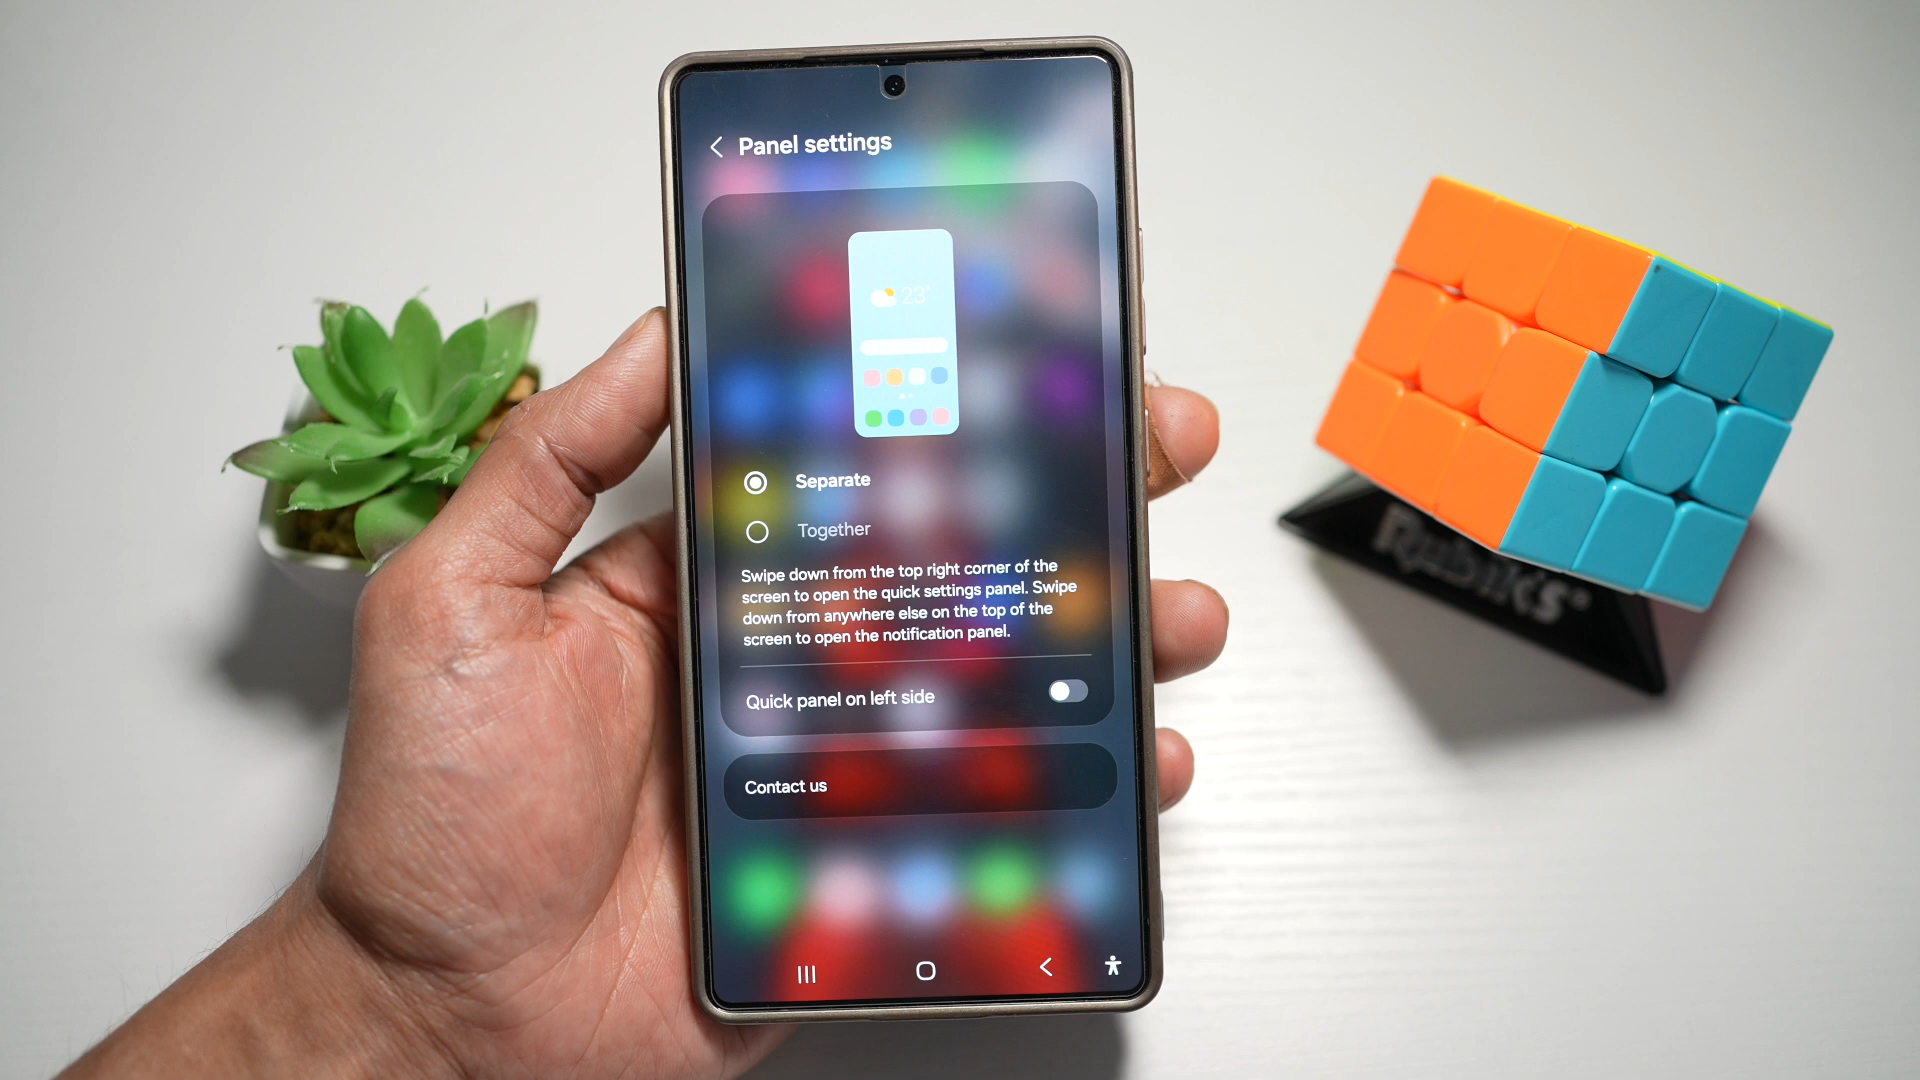 Panel settings
23°
Separate
Together
Swipe down from the top right corner of the
screen to open the quick settings panel. Swipe
down from anywhere else on the top of the
screen to open the notification panel.
Quick panel on left side
Contact us
Rubik's®